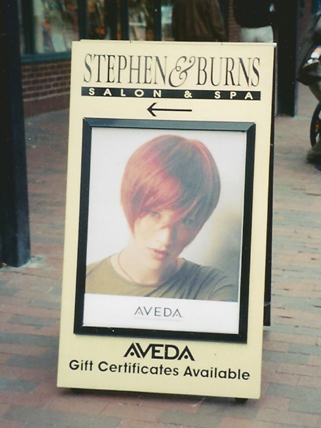 STEPHEN & BURNS
SALON & SPA
AVEDA
AVEDA
Gift Certificates Available